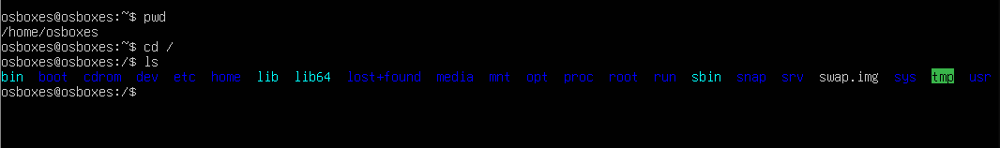 osboxes@osboxes:~$ pwd
/home/osboxes
osboxes@osboxes:~$ cd /
osboxes@osboxes:/$ ls
bin boot cdrom dev etc home lib lib64 lost+found media mnt opt proc root run sbin snap srv swap.img sys tmp usr
osboxes@osboxes:/$